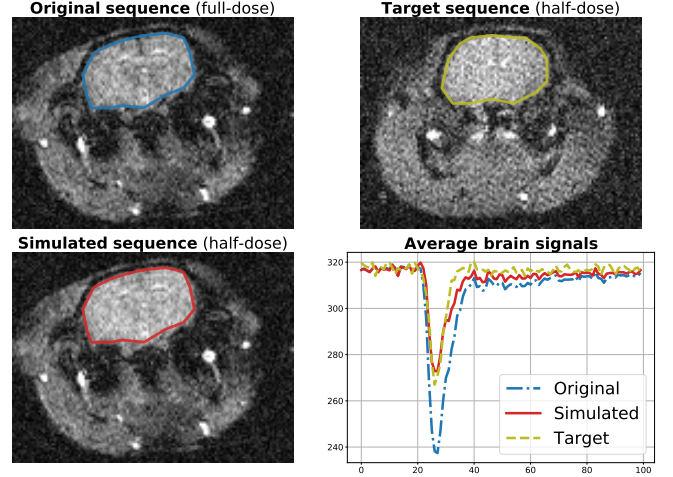 Original sequence (full-dose)
Target sequence (half-dose)
Simulated sequence (half-dose)
Average brain signals
320
300
280
260
240
0
20
40
60
80
100
Original
Simulated
Target